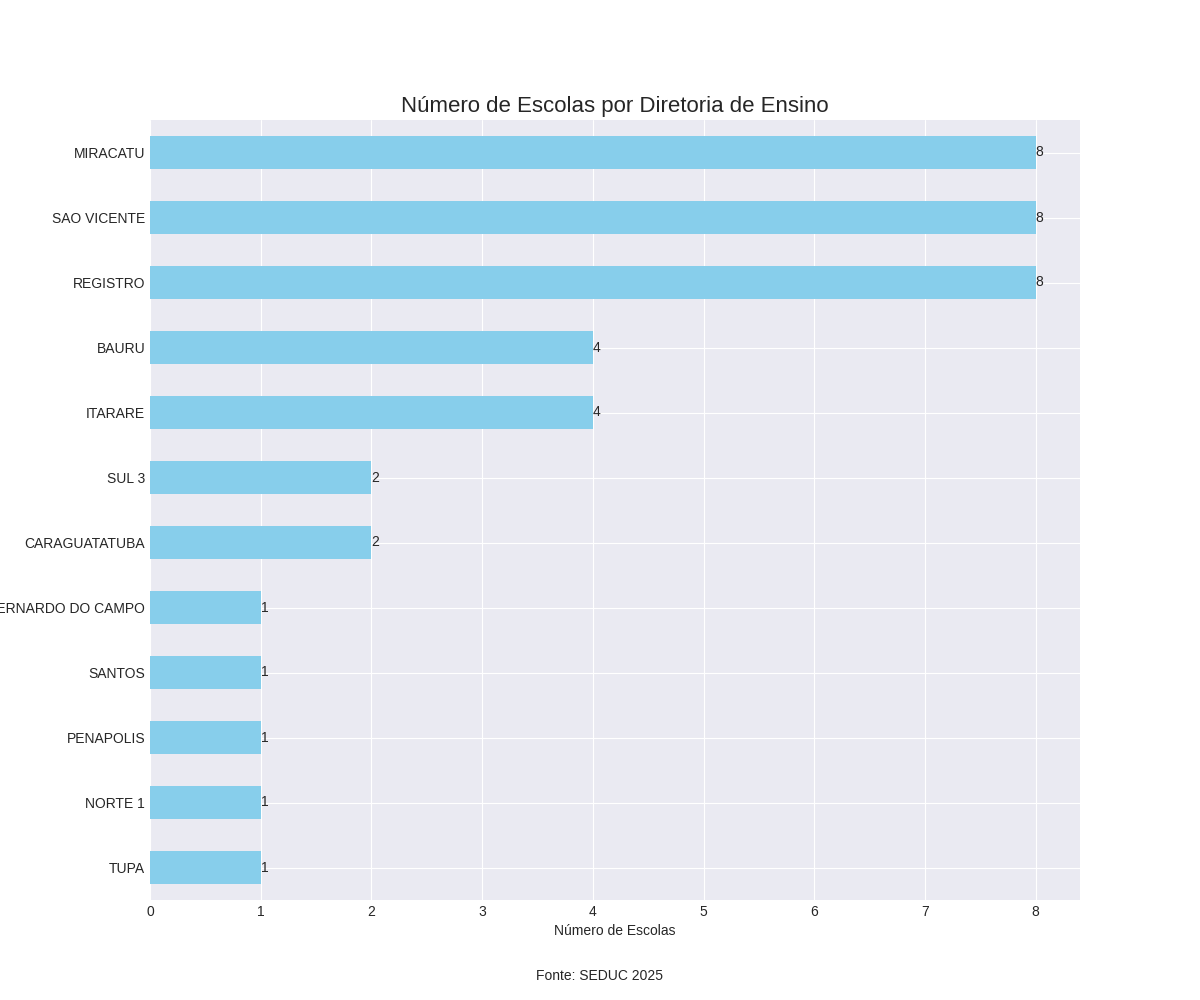 Número de Escolas por Diretoria de Ensino
MIRACATU 8
SAO VICENTE 8
REGISTRO 8
BAURU 4
ITARARE 4
SUL 3 2
CARAGUATATUBA 2
ERNARDO DO CAMPO 1
SANTOS 1
PENAPOLIS 1
NORTE 1 1
TUPA 1
0 1 2 3 4 5 6 7 8
Número de Escolas
Fonte: SEDUC 2025